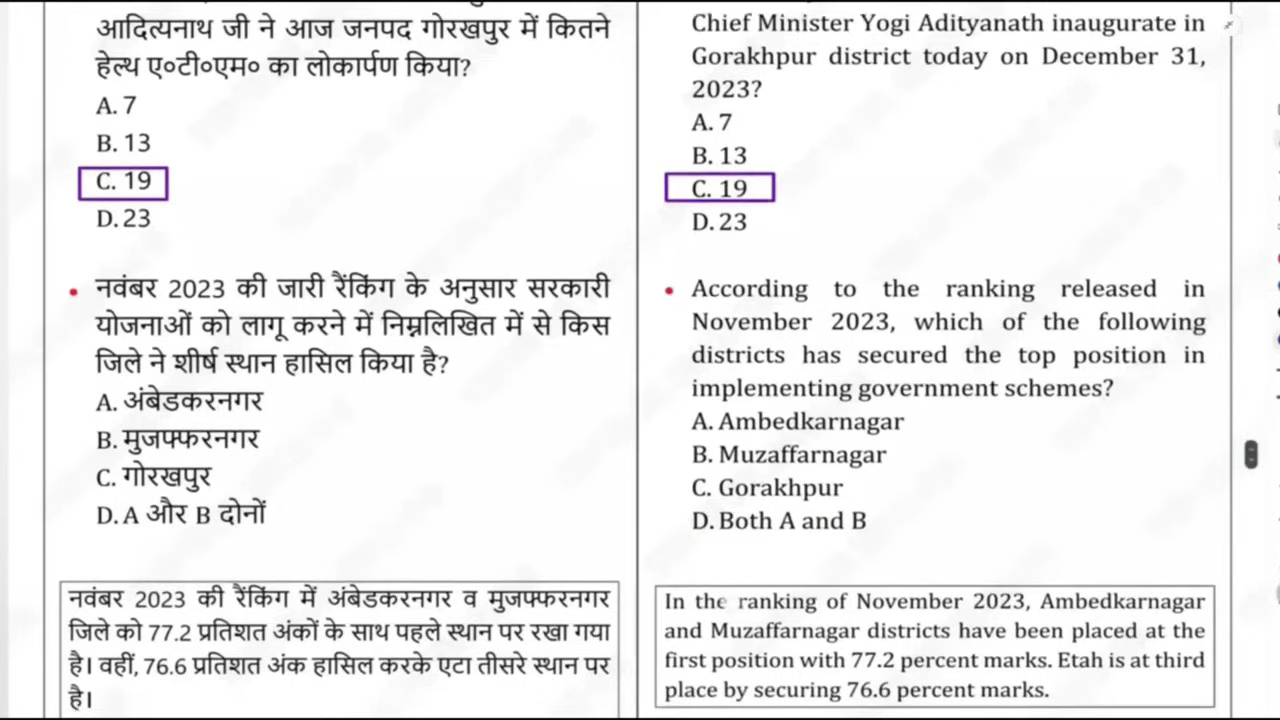 आदित्यनाथ जी ने आज जनपद गोरखपुर में कितने
हेल्थ ए०टी०एम० का लोकार्पण किया?
A. 7
B. 13
C. 19
D. 23
• नवंबर 2023 की जारी रैंकिंग के अनुसार सरकारी
योजनाओं को लागू करने में निम्नलिखित में से किस
जिले ने शीर्ष स्थान हासिल किया है?
A. अंबेडकरनगर
B. मुजफ्फरनगर
C. गोरखपुर
D. A और B दोनों
नवंबर 2023 की रैंकिंग में अंबेडकरनगर व मुजफ्फरनगर
जिले को 77.2 प्रतिशत अंकों के साथ पहले स्थान पर रखा गया
है। वहीं, 76.6 प्रतिशत अंक हासिल करके एटा तीसरे स्थान पर
है।
Chief Minister Yogi Adityanath inaugurate in
Gorakhpur district today on December 31,
2023?
A. 7
B. 13
C. 19
D. 23
• According to the ranking released in
November 2023, which of the following
districts has secured the top position in
implementing government schemes?
A. Ambedkarnagar
B. Muzaffarnagar
C. Gorakhpur
D. Both A and B
In the ranking of November 2023, Ambedkarnagar
and Muzaffarnagar districts have been placed at the
first position with 77.2 percent marks. Etah is at third
place by securing 76.6 percent marks.